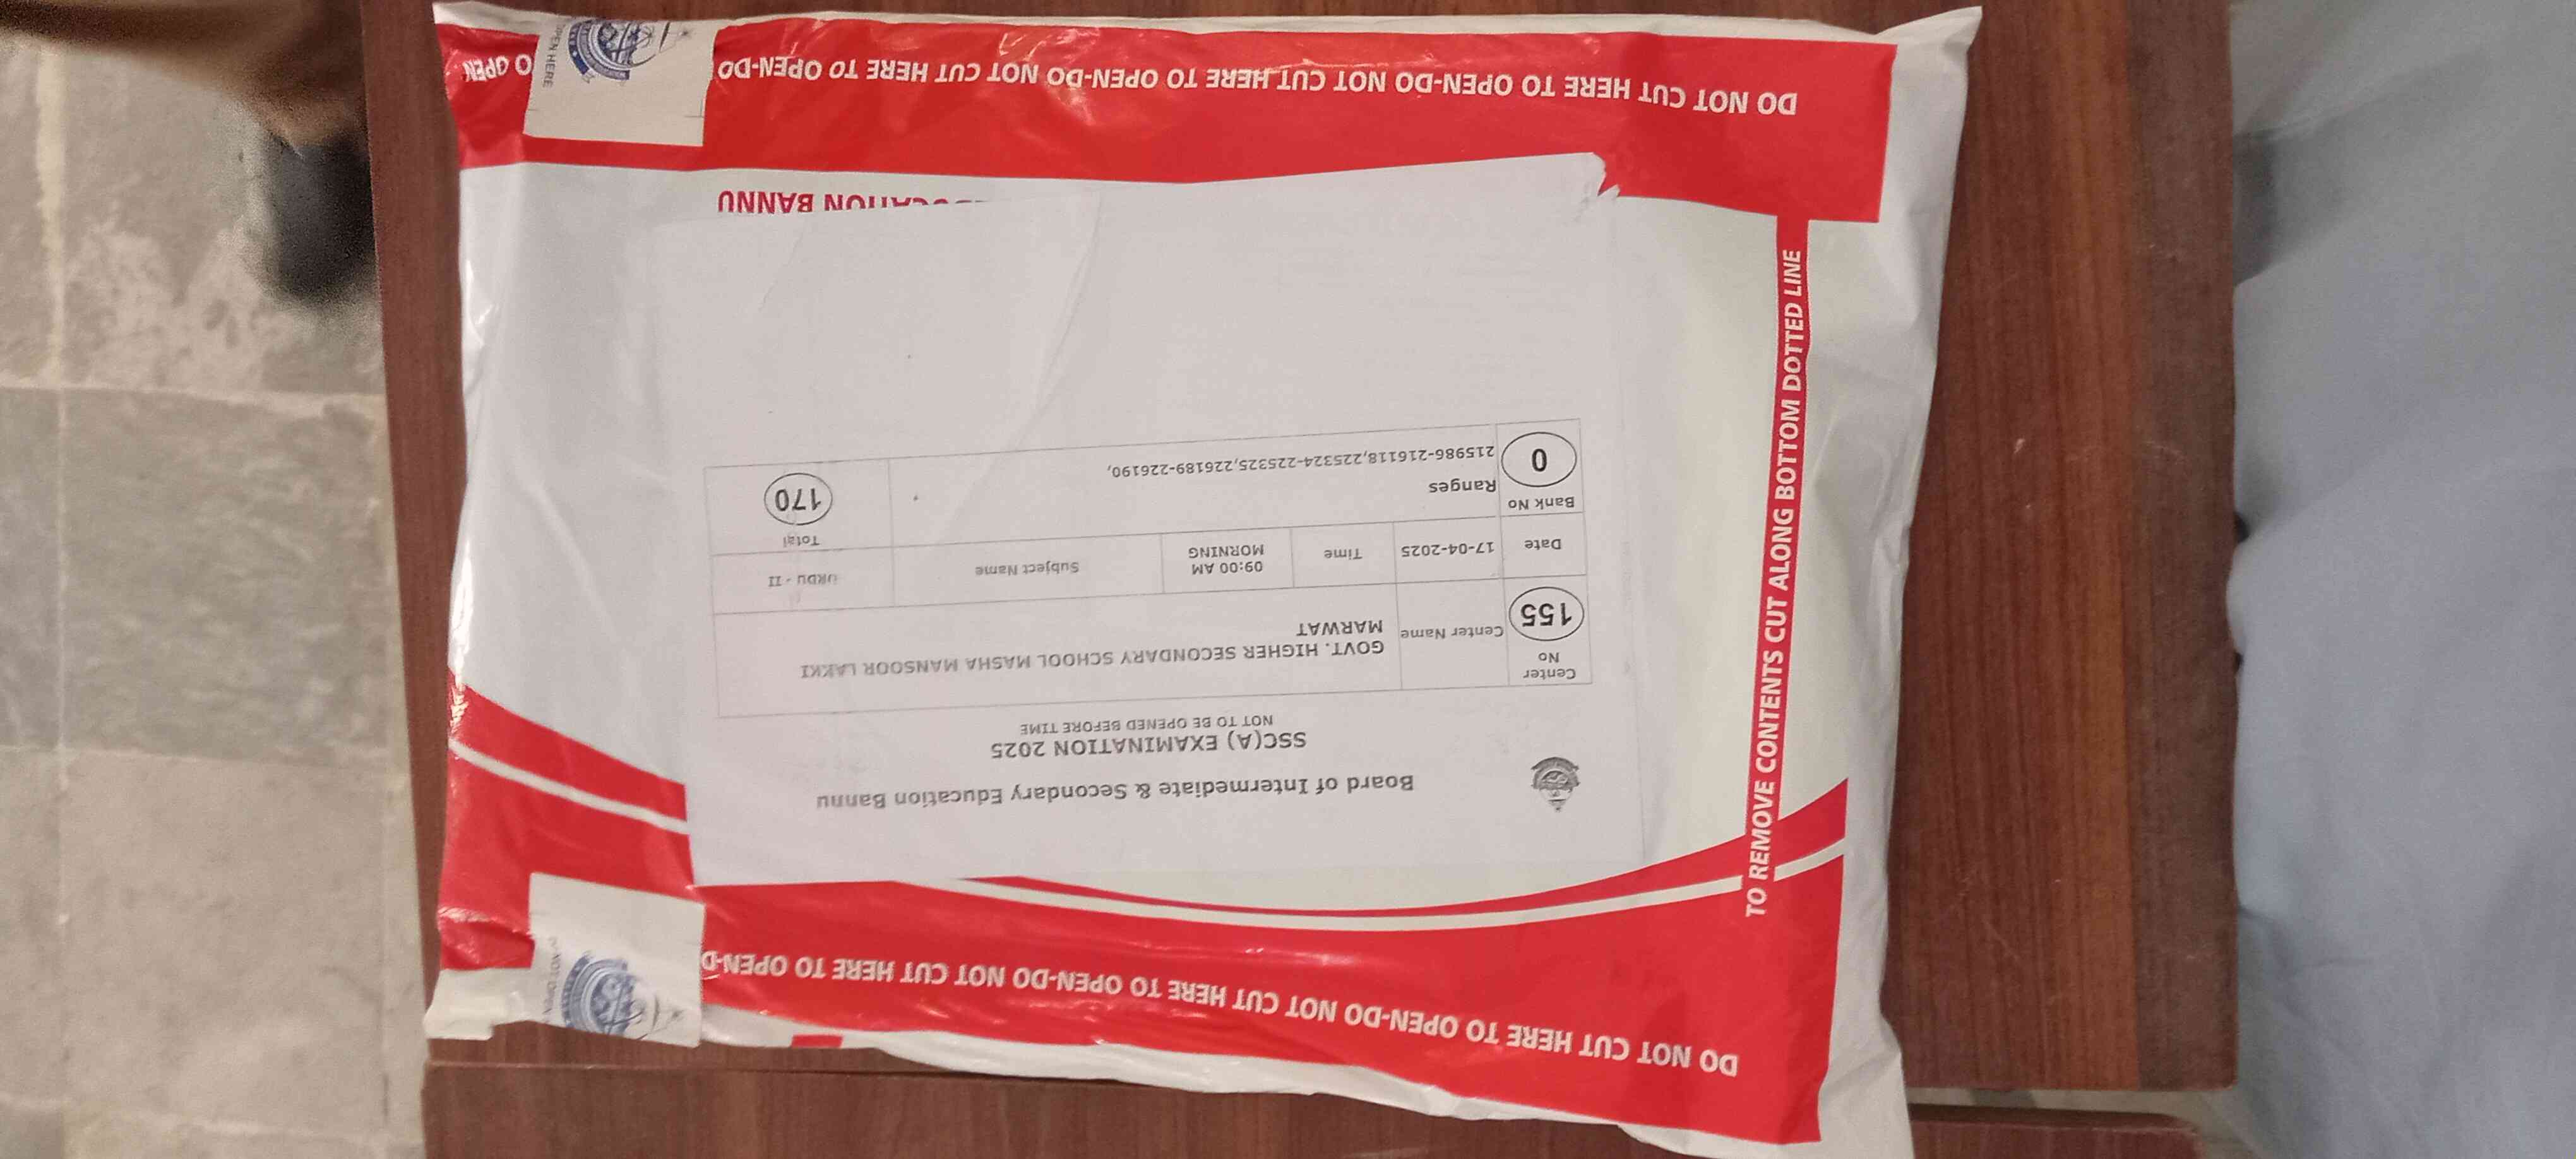 DO NOT CUT HERE TO OPEN-DO NOT CUT HERE TO OPEN-DO NOT CUT HERE TO OPEN-D
TO REMOVE CONTENTS CUT ALONG BOTTOM DOTTED LINE
Board of Intermediate & Secondary Education Bannu
SSC(A) EXAMINATION 2025
NOT TO BE OPENED BEFORE TIME
Center No 155 Center Name GOVT. HIGHER SECONDARY SCHOOL MASHA MANSOOR LAKKI MARWAT
Date 17-04-2025 Time 09:00 AM MORNING Subject Name URDU - II
Bank No 0 Ranges Total 170
215986-216118,225324-225325,226189-226190,
BANNU
DO NOT CUT HERE TO OPEN-DO NOT CUT HERE TO OPEN-DO NOT CUT HERE TO OPEN-DO
O OPEN
OPEN HERE